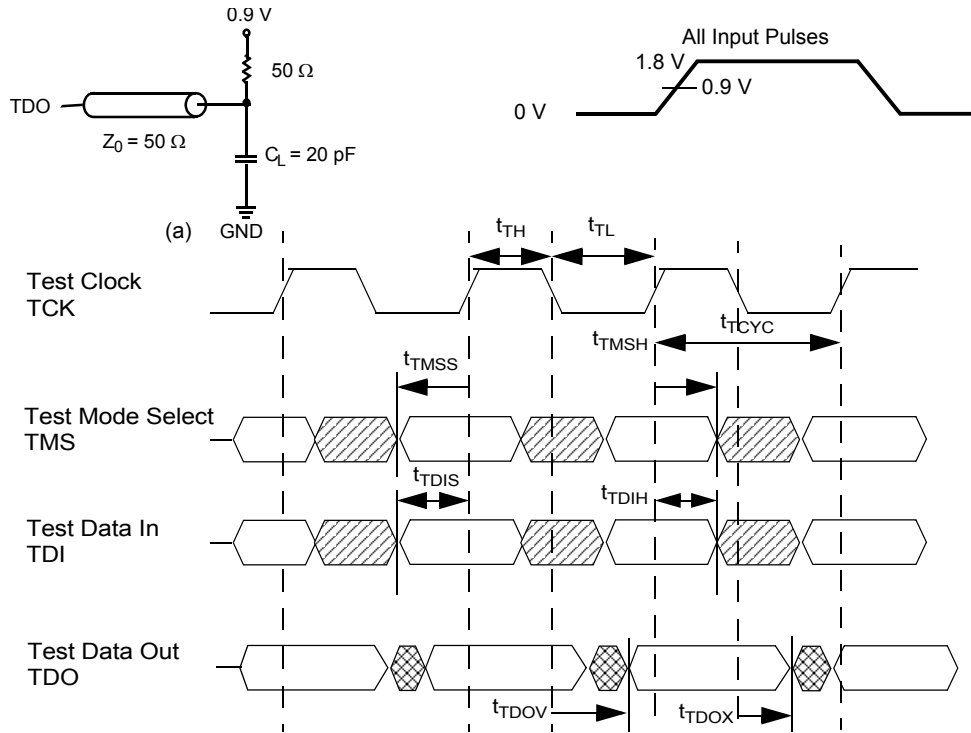 0.9 V
50 Ω
TDO
Z0 = 50 Ω
CL = 20 pF
(a)
GND
All Input Pulses
1.8 V
0.9 V
0 V
tTH
tTL
Test Clock
TCK
tTMSH
tTCYC
tTMSS
Test Mode Select
TMS
tTDIS
tTDIH
Test Data In
TDI
Test Data Out
TDO
tTDOV
tTDOX